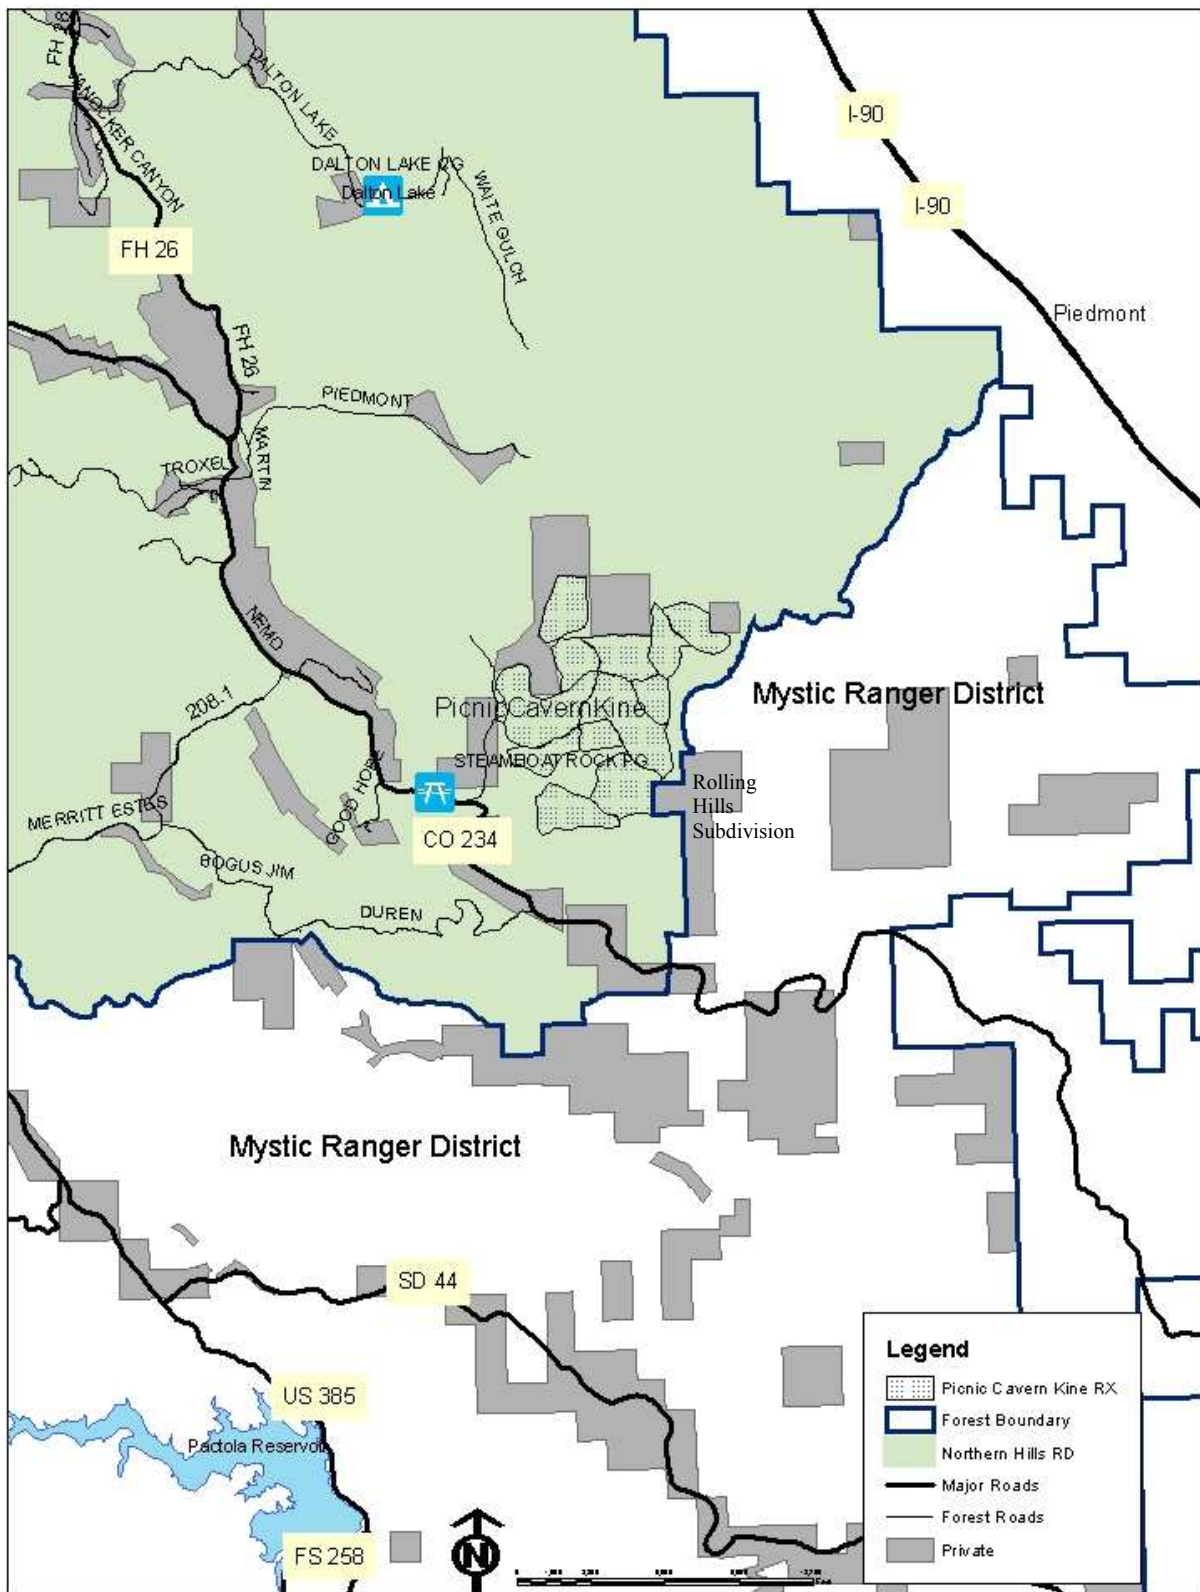 FH 26
VANOCKER CANYON
DALTON LAKE
I-90
DALTON LAKE CG
Dalton Lake
WAITE GULCH
I-90
FH 26
Piedmont
FH 26
PIEDMONT
MARTIN
TROXEL
NEMO
208.1
Mystic Ranger District
PicnicCavernKine
STEAMBOAT ROCK PG
Rolling
Hills
Subdivision
GOOD HOPE
MERRITT ESTES
CO 234
BOGUS JIM
DUREN
Mystic Ranger District
SD 44
US 385
Pactola Reservoir
FS 258
N
Legend
Picnic Cavern Kine RX
Forest Boundary
Northern Hills RD
Major Roads
Forest Roads
Private